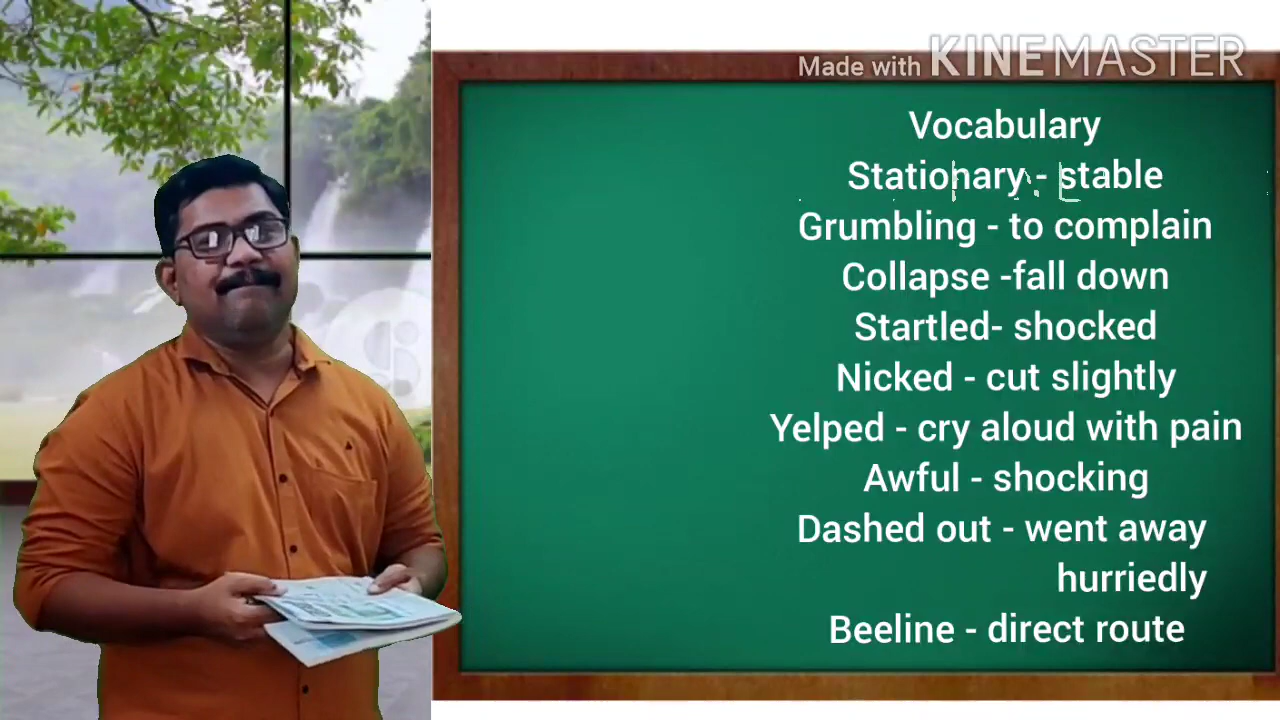 Made with KINEMASTER
Vocabulary
Stationary - stable
Grumbling - to complain
Collapse -fall down
Startled- shocked
Nicked - cut slightly
Yelped - cry aloud with pain
Awful - shocking
Dashed out - went away
hurriedly
Beeline - direct route